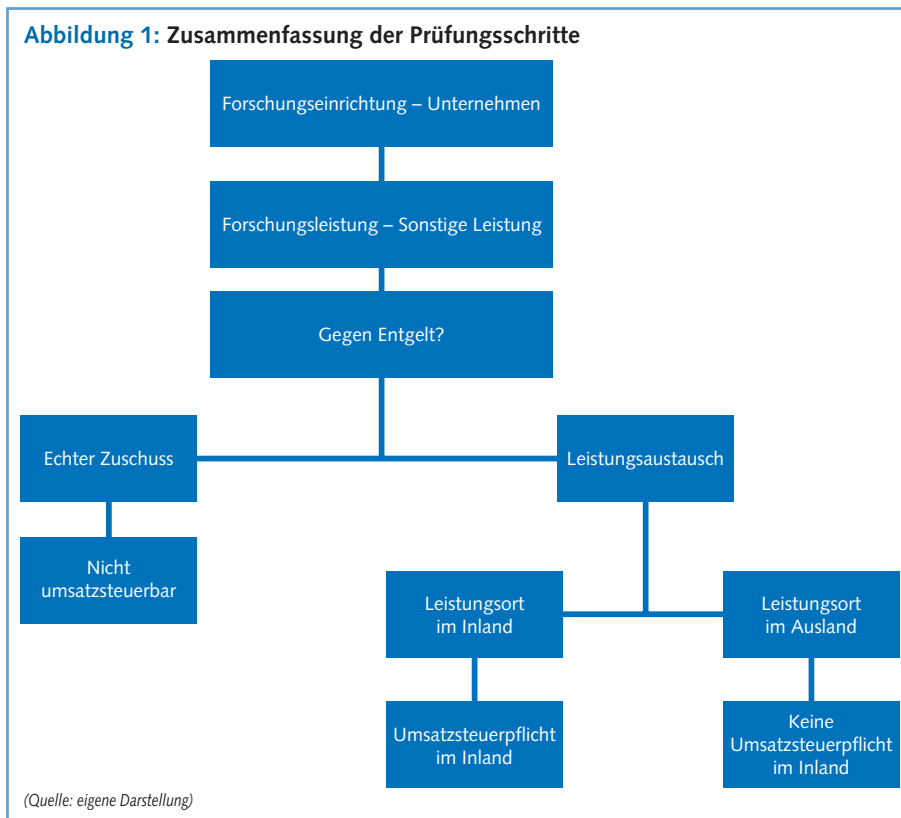 Abbildung 1: Zusammenfassung der Prüfungsschritte
Forschungseinrichtung – Unternehmen
Forschungsleistung – Sonstige Leistung
Gegen Entgelt?
Echter Zuschuss
Leistungsaustausch
Nicht
umsatzsteuerbar
Leistungsort
im Inland
Leistungsort
im Ausland
Umsatzsteuerpflicht
im Inland
Keine
Umsatzsteuerpflicht
im Inland
(Quelle: eigene Darstellung)